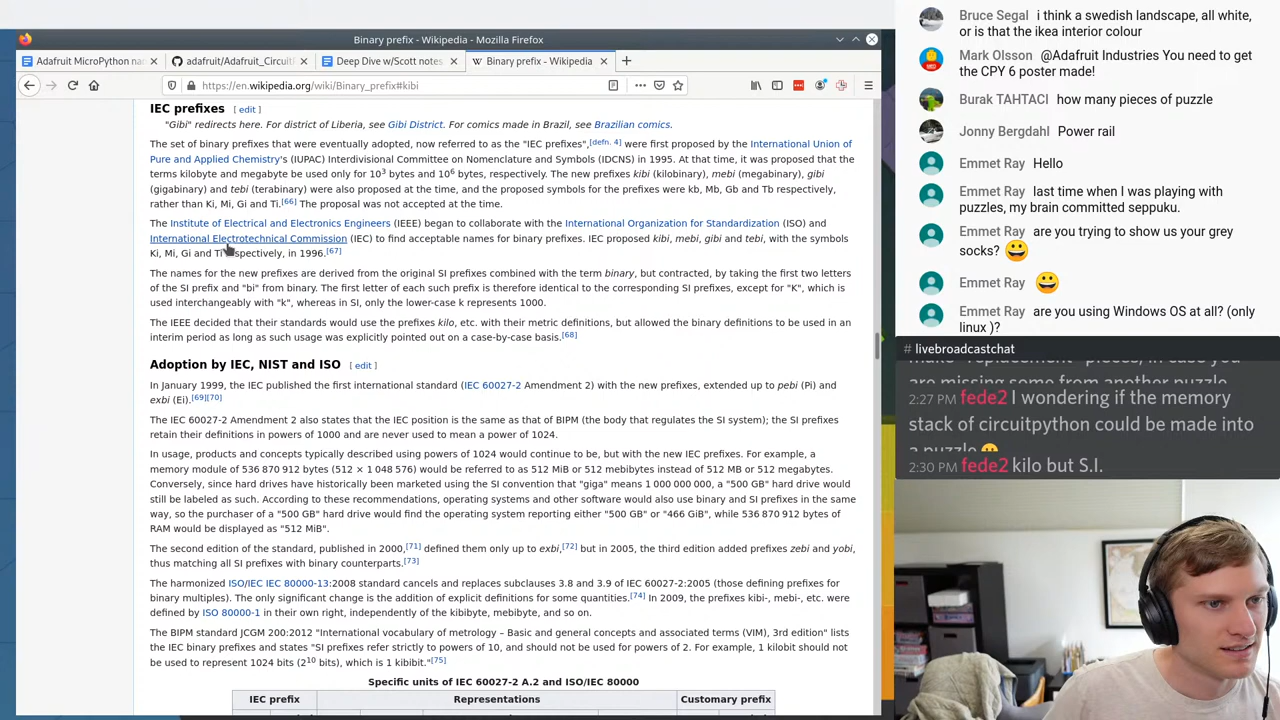 Binary prefix - Wikipedia - Mozilla Firefox
Adafruit MicroPython na
adafruit/Adafruit_Circuit
Deep Dive w/Scott notes
Binary prefix - Wikipedia
https://en.wikipedia.org/wiki/Binary_prefix#kibi
IEC prefixes [ edit ]
"Gibi" redirects here. For district of Liberia, see Gibi District. For comics made in Brazil, see Brazilian comics.
The set of binary prefixes that were eventually adopted, now referred to as the "IEC prefixes",[defn. 4] were first proposed by the International Union of
Pure and Applied Chemistry's (IUPAC) Interdivisional Committee on Nomenclature and Symbols (IDCNS) in 1995. At that time, it was proposed that the
terms kilobyte and megabyte be used only for 10³ bytes and 10⁶ bytes, respectively. The new prefixes kibi (kilobinary), mebi (megabinary), gibi
(gigabinary) and tebi (terabinary) were also proposed at the time, and the proposed symbols for the prefixes were kb, Mb, Gb and Tb respectively,
rather than Ki, Mi, Gi and Ti.[66] The proposal was not accepted at the time.
The Institute of Electrical and Electronics Engineers (IEEE) began to collaborate with the International Organization for Standardization (ISO) and
International Electrotechnical Commission (IEC) to find acceptable names for binary prefixes. IEC proposed kibi, mebi, gibi and tebi, with the symbols
Ki, Mi, Gi and Ti respectively, in 1996.[67]
The names for the new prefixes are derived from the original SI prefixes combined with the term binary, but contracted, by taking the first two letters
of the SI prefix and "bi" from binary. The first letter of each such prefix is therefore identical to the corresponding SI prefixes, except for "K", which is
used interchangeably with "k", whereas in SI, only the lower-case k represents 1000.
The IEEE decided that their standards would use the prefixes kilo, etc. with their metric definitions, but allowed the binary definitions to be used in an
interim period as long as such usage was explicitly pointed out on a case-by-case basis.[68]
Adoption by IEC, NIST and ISO [ edit ]
In January 1999, the IEC published the first international standard (IEC 60027-2 Amendment 2) with the new prefixes, extended up to pebi (Pi) and
exbi (Ei).[69][70]
The IEC 60027-2 Amendment 2 also states that the IEC position is the same as that of BIPM (the body that regulates the SI system); the SI prefixes
retain their definitions in powers of 1000 and are never used to mean a power of 1024.
In usage, products and concepts typically described using powers of 1024 would continue to be, but with the new IEC prefixes. For example, a
memory module of 536 870 912 bytes (512 × 1 048 576) would be referred to as 512 MiB or 512 mebibytes instead of 512 MB or 512 megabytes.
Conversely, since hard drives have historically been marketed using the SI convention that "giga" means 1 000 000 000, a "500 GB" hard drive would
still be labeled as such. According to these recommendations, operating systems and other software would also use binary and SI prefixes in the same
way, so the purchaser of a "500 GB" hard drive would find the operating system reporting either "500 GB" or "466 GiB", while 536 870 912 bytes of
RAM would be displayed as "512 MiB".
The second edition of the standard, published in 2000,[71] defined them only up to exbi,[72] but in 2005, the third edition added prefixes zebi and yobi,
thus matching all SI prefixes with binary counterparts.[73]
The harmonized ISO/IEC IEC 80000-13:2008 standard cancels and replaces subclauses 3.8 and 3.9 of IEC 60027-2:2005 (those defining prefixes for
binary multiples). The only significant change is the addition of explicit definitions for some quantities.[74] In 2009, the prefixes kibi-, mebi-, etc. were
defined by ISO 80000-1 in their own right, independently of the kibibyte, mebibyte, and so on.
The BIPM standard JCGM 200:2012 "International vocabulary of metrology – Basic and general concepts and associated terms (VIM), 3rd edition" lists
the IEC binary prefixes and states "SI prefixes refer strictly to powers of 10, and should not be used for powers of 2. For example, 1 kilobit should not
be used to represent 1024 bits (2¹⁰ bits), which is 1 kibibit."[75]
Specific units of IEC 60027-2 A.2 and ISO/IEC 80000
IEC prefix Representations Customary prefix
Bruce Segal i think a swedish landscape, all white,
or is that the ikea interior colour
Mark Olsson @Adafruit Industries You need to get
the CPY 6 poster made!
Burak TAHTACI how many pieces of puzzle
Jonny Bergdahl Power rail
Emmet Ray Hello
Emmet Ray last time when I was playing with
puzzles, my brain committed seppuku.
Emmet Ray are you trying to show us your grey
socks? 😀
Emmet Ray 😀
Emmet Ray are you using Windows OS at all? (only
linux )?
# livebroadcastchat
make "replacement" pieces, in case you
are missing some from another puzzle
2:27 PM fede2 I wondering if the memory
stack of circuitpython could be made into
a puzzle 🙂
2:30 PM fede2 kilo but S.I.